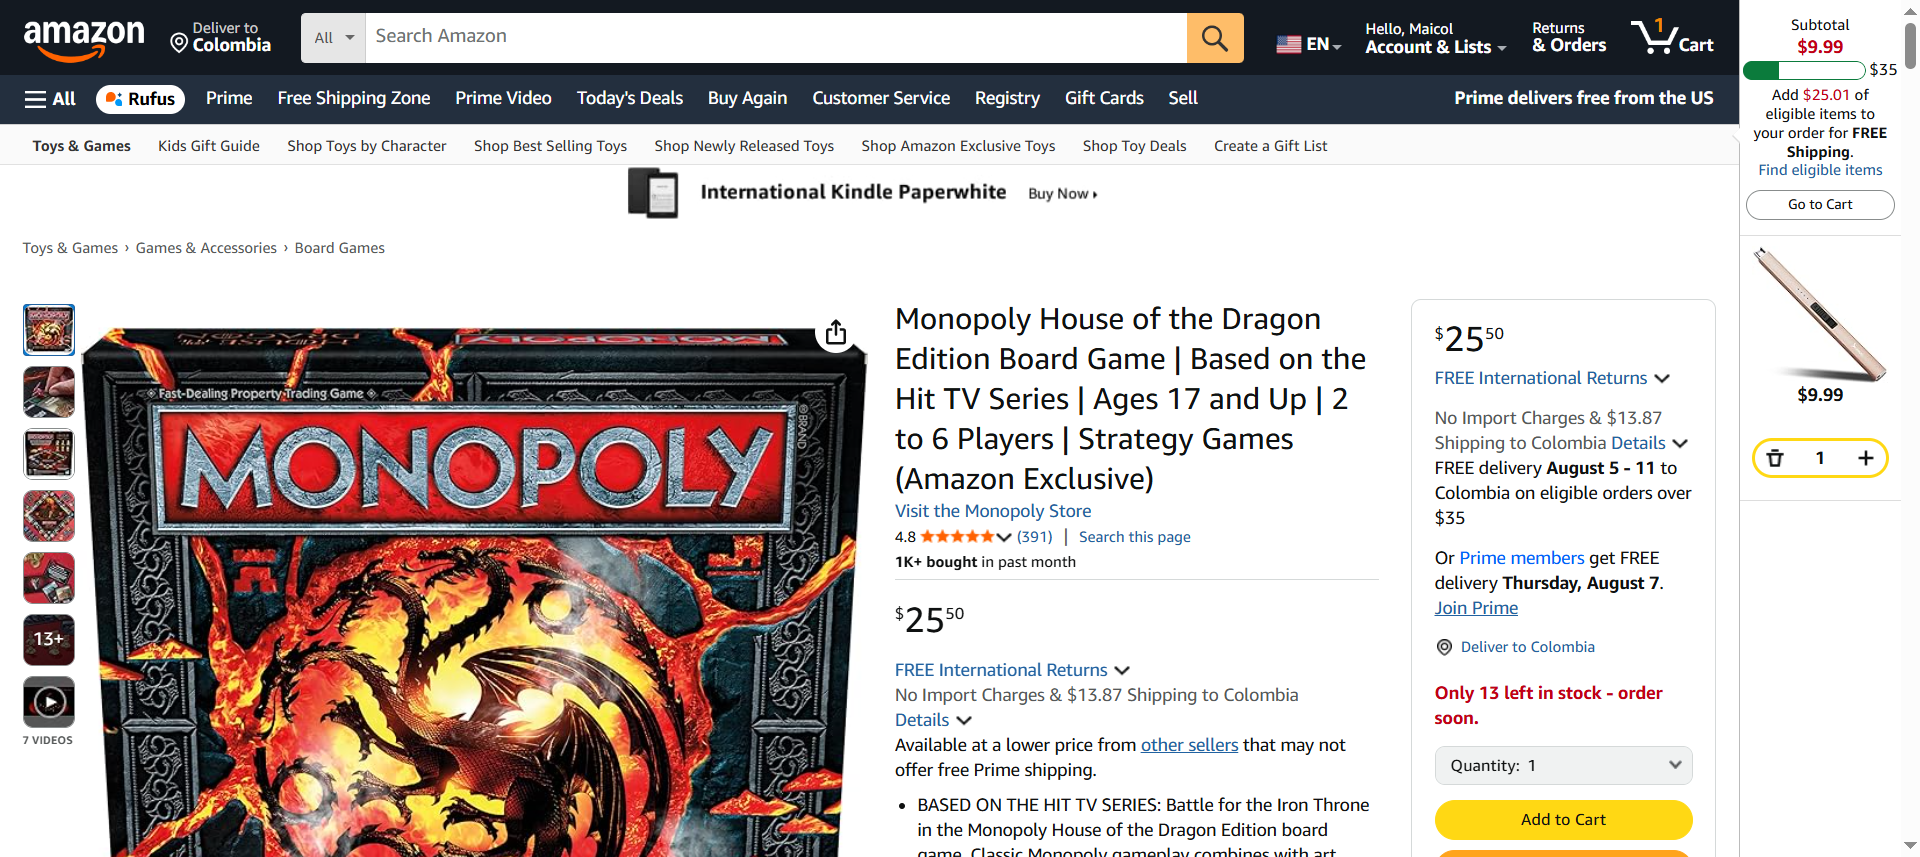 amazon
Deliver to
Colombia
All
Search Amazon
EN
Hello, Maicol
Account & Lists
Returns
& Orders
1
Cart
All
Rufus
Prime
Free Shipping Zone
Prime Video
Today's Deals
Buy Again
Customer Service
Registry
Gift Cards
Sell
Prime delivers free from the US
Toys & Games
Kids Gift Guide
Shop Toys by Character
Shop Best Selling Toys
Shop Newly Released Toys
Shop Amazon Exclusive Toys
Shop Toy Deals
Create a Gift List
International Kindle Paperwhite
Buy Now
Toys & Games › Games & Accessories › Board Games
13+
7 VIDEOS
Fast-Dealing Property Trading Game
MONOPOLY
BRAND
Monopoly House of the Dragon
Edition Board Game | Based on the
Hit TV Series | Ages 17 and Up | 2
to 6 Players | Strategy Games
(Amazon Exclusive)
Visit the Monopoly Store
4.8 (391) | Search this page
1K+ bought in past month
$25.50
FREE International Returns
No Import Charges & $13.87 Shipping to Colombia
Details
Available at a lower price from other sellers that may not
offer free Prime shipping.
• BASED ON THE HIT TV SERIES: Battle for the Iron Throne
in the Monopoly House of the Dragon Edition board
game. Classic Monopoly gameplay combines with art
$25.50
FREE International Returns
No Import Charges & $13.87
Shipping to Colombia Details
FREE delivery August 5 - 11 to
Colombia on eligible orders over
$35
Or Prime members get FREE
delivery Thursday, August 7.
Join Prime
Deliver to Colombia
Only 13 left in stock - order
soon.
Quantity: 1
Add to Cart
Subtotal
$9.99
$35
Add $25.01 of
eligible items to
your order for FREE
Shipping.
Find eligible items
Go to Cart
$9.99
1